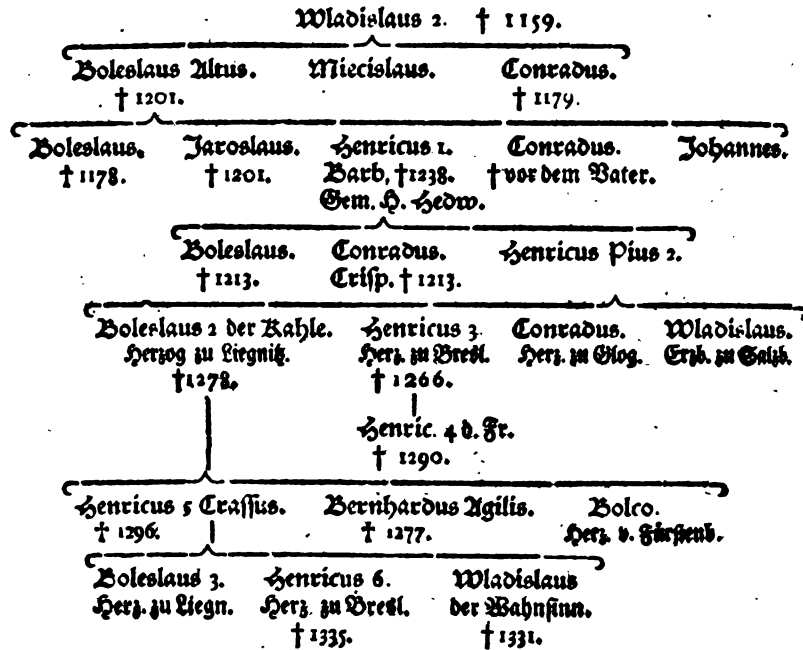 Wladislaus 2. † 1159.
Boleslaus Altus. Miecislaus. Conradus.
† 1201. † 1179.
Boleslaus. Jaroslaus. Henricus 1. Conradus. Johannes.
† 1178. † 1201. Barb, †1238. † vor dem Vater.
Gem. H. Hedw.
Boleslaus. Conradus. Henricus Pius 2.
† 1213. Crisp. † 1213.
Boleslaus 2 der Kahle. Henricus 3. Conradus. Wladislaus.
Herzog zu Liegnitz. Herz. zu Bresl. Herz. zu Glog. Erzb. zu Salzb.
†1278. † 1266.
Henric. 4 d. Fr.
† 1290.
Henricus 5 Crassus. Bernhardus Agilis. Bolco.
† 1296. † 1277. Herz. v. Fürstenb.
Boleslaus 3. Henricus 6. Wladislaus
Herz. zu Liegn. Herz. zu Bresl. der Wahnsinn.
† 1335. † 1331.